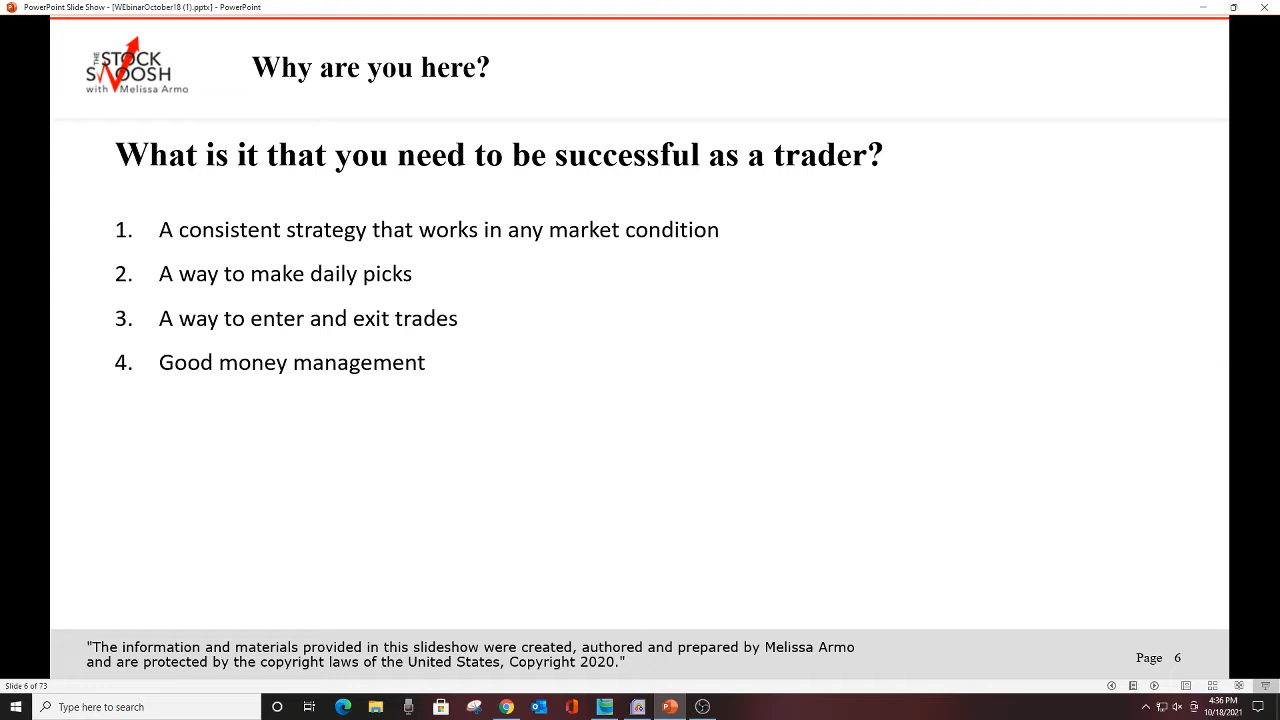 PowerPoint Slide Show - [WEbinarOctober18 (1).pptx] - PowerPoint
THE STOCK
SWOOSH
with Melissa Armo
Why are you here?
What is it that you need to be successful as a trader?
1. A consistent strategy that works in any market condition
2. A way to make daily picks
3. A way to enter and exit trades
4. Good money management
"The information and materials provided in this slideshow were created, authored and prepared by Melissa Armo
and are protected by the copyright laws of the United States, Copyright 2020."
Page 6
Slide 6 of 73
Type here to search
4:36 PM
10/18/2021